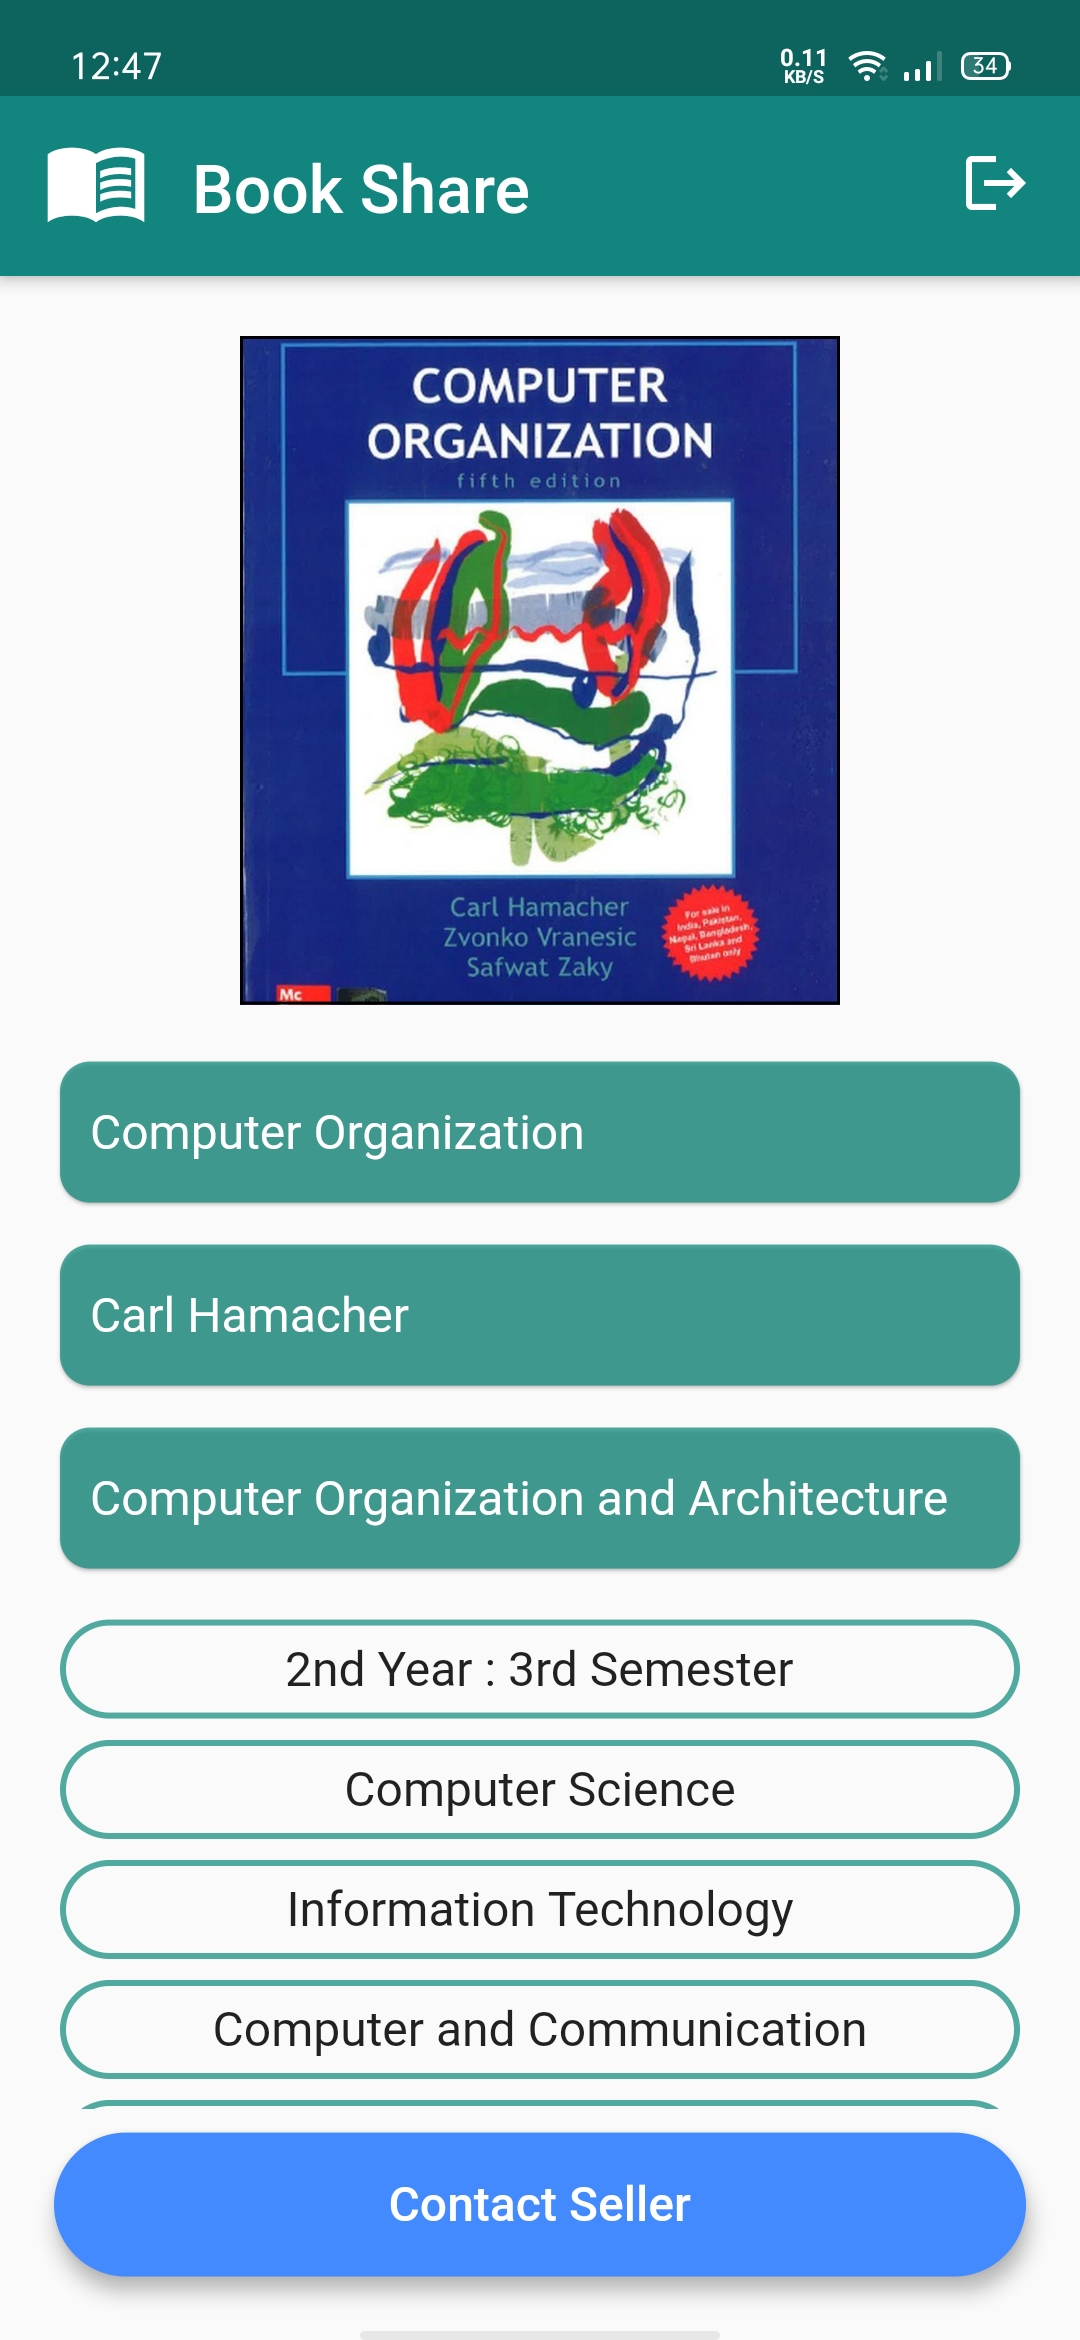 12:47
0.11
KB/S
34
Book Share
COMPUTER
ORGANIZATION
fifth edition
Carl Hamacher
Zvonko Vranesic
Safwat Zaky
For sale in
India, Pakistan,
Nepal, Bangladesh,
Sri Lanka and
Bhutan only
Mc
Computer Organization
Carl Hamacher
Computer Organization and Architecture
2nd Year : 3rd Semester
Computer Science
Information Technology
Computer and Communication
Contact Seller